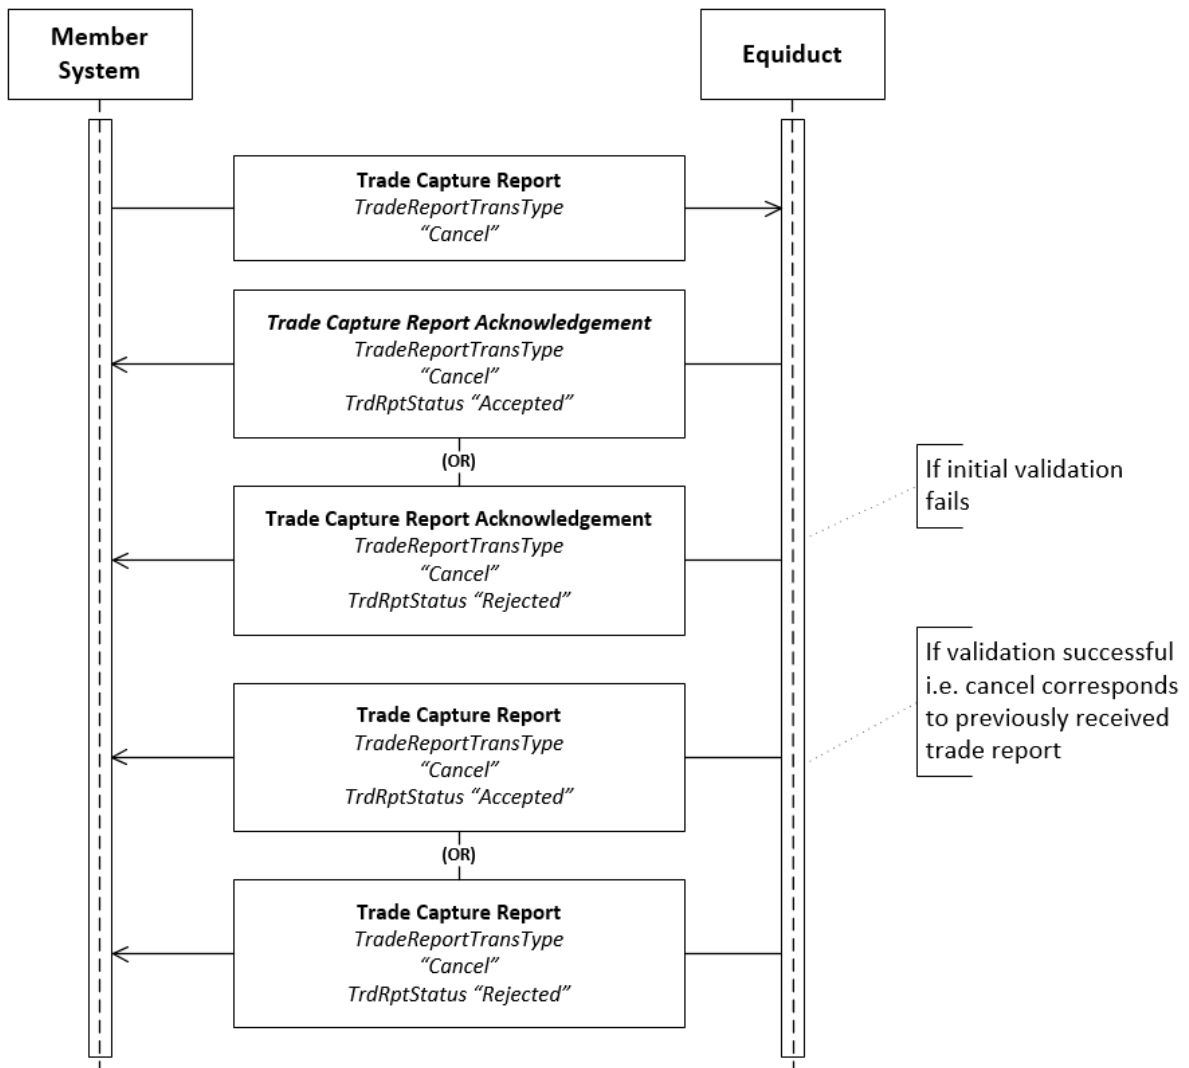 Member
System
Equiduct
Trade Capture Report
TradeReportTransType
“Cancel”
Trade Capture Report Acknowledgement
TradeReportTransType
“Cancel”
TrdRptStatus “Accepted”
(OR)
If initial validation
fails
Trade Capture Report Acknowledgement
TradeReportTransType
“Cancel”
TrdRptStatus “Rejected”
If validation successful
i.e. cancel corresponds
to previously received
trade report
Trade Capture Report
TradeReportTransType
“Cancel”
TrdRptStatus “Accepted”
(OR)
Trade Capture Report
TradeReportTransType
“Cancel”
TrdRptStatus “Rejected”